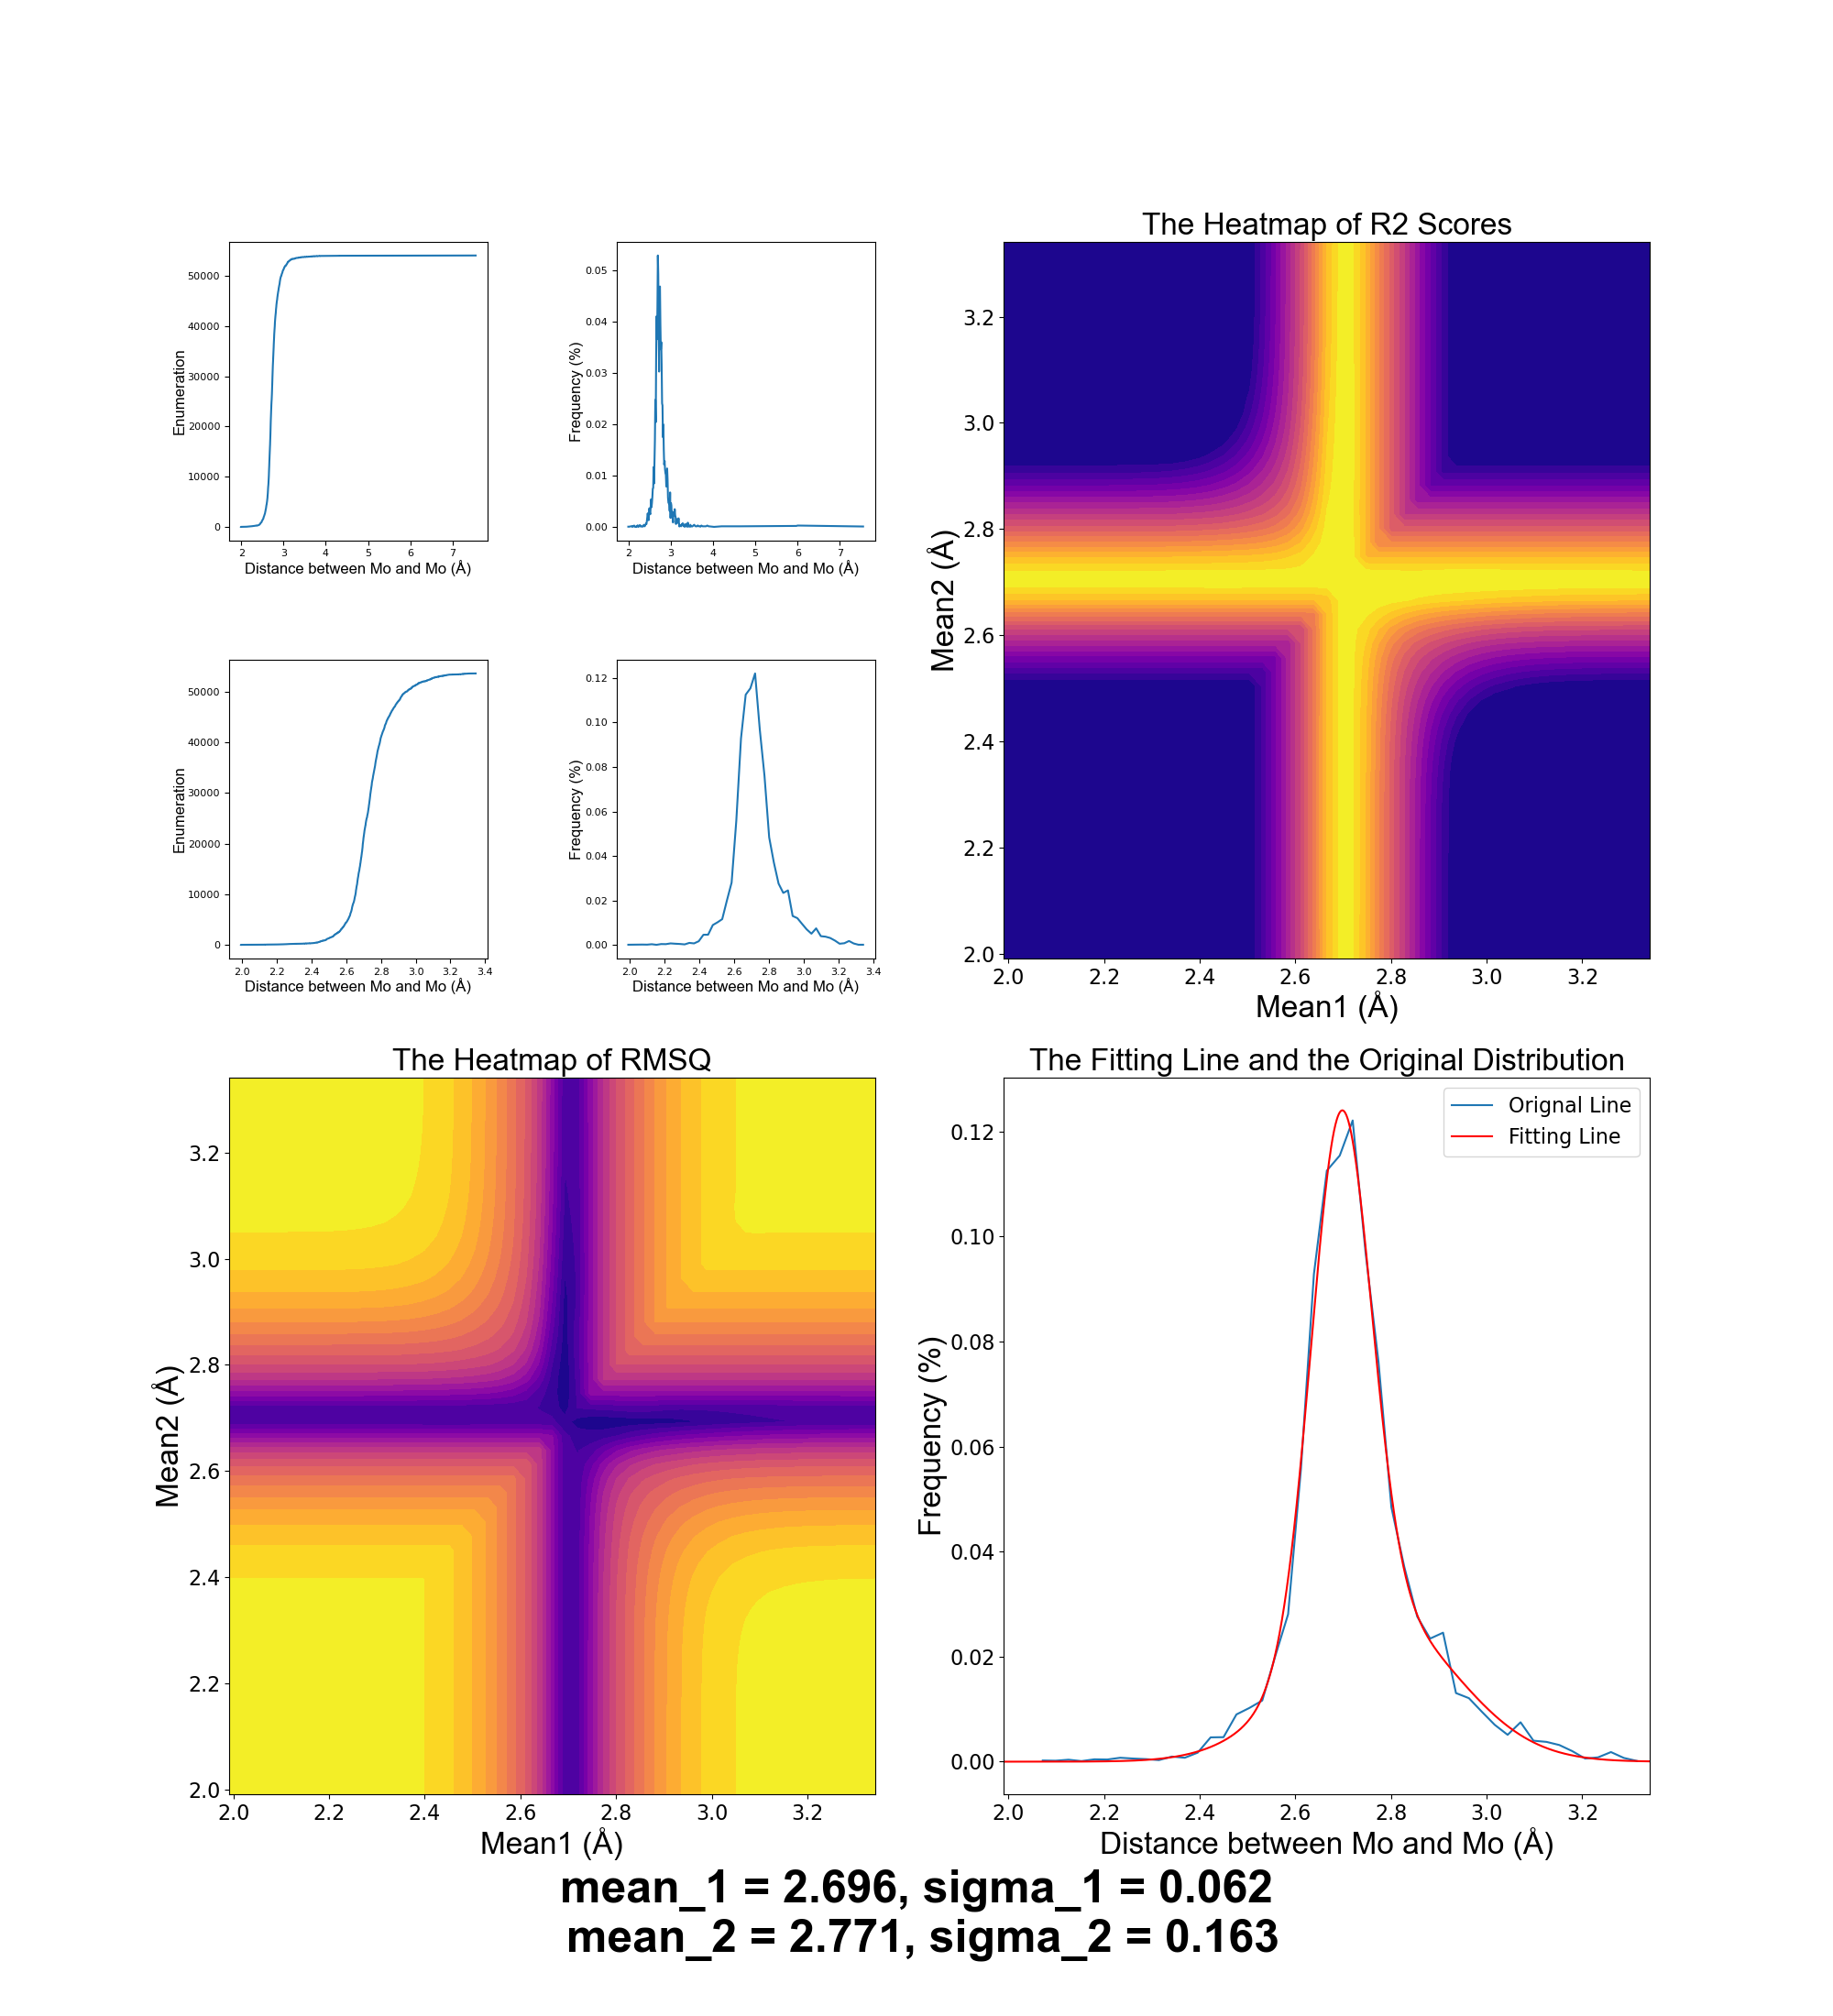 50000
40000
30000
20000
10000
0
Enumeration
2 3 4 5 6 7
Distance between Mo and Mo (Å)
0.05
0.04
0.03
0.02
0.01
0.00
Frequency (%)
2 3 4 5 6 7
Distance between Mo and Mo (Å)
50000
40000
30000
20000
10000
0
Enumeration
2.0 2.2 2.4 2.6 2.8 3.0 3.2 3.4
Distance between Mo and Mo (Å)
0.12
0.10
0.08
0.06
0.04
0.02
0.00
Frequency (%)
2.0 2.2 2.4 2.6 2.8 3.0 3.2 3.4
Distance between Mo and Mo (Å)
The Heatmap of R2 Scores
3.2
3.0
2.8
2.6
2.4
2.2
2.0
Mean2 (Å)
2.0 2.2 2.4 2.6 2.8 3.0 3.2
Mean1 (Å)
The Heatmap of RMSQ
3.2
3.0
2.8
2.6
2.4
2.2
2.0
Mean2 (Å)
2.0 2.2 2.4 2.6 2.8 3.0 3.2
Mean1 (Å)
The Fitting Line and the Original Distribution
Orignal Line
Fitting Line
0.12
0.10
0.08
0.06
0.04
0.02
0.00
Frequency (%)
2.0 2.2 2.4 2.6 2.8 3.0 3.2
Distance between Mo and Mo (Å)
mean_1 = 2.696, sigma_1 = 0.062
mean_2 = 2.771, sigma_2 = 0.163